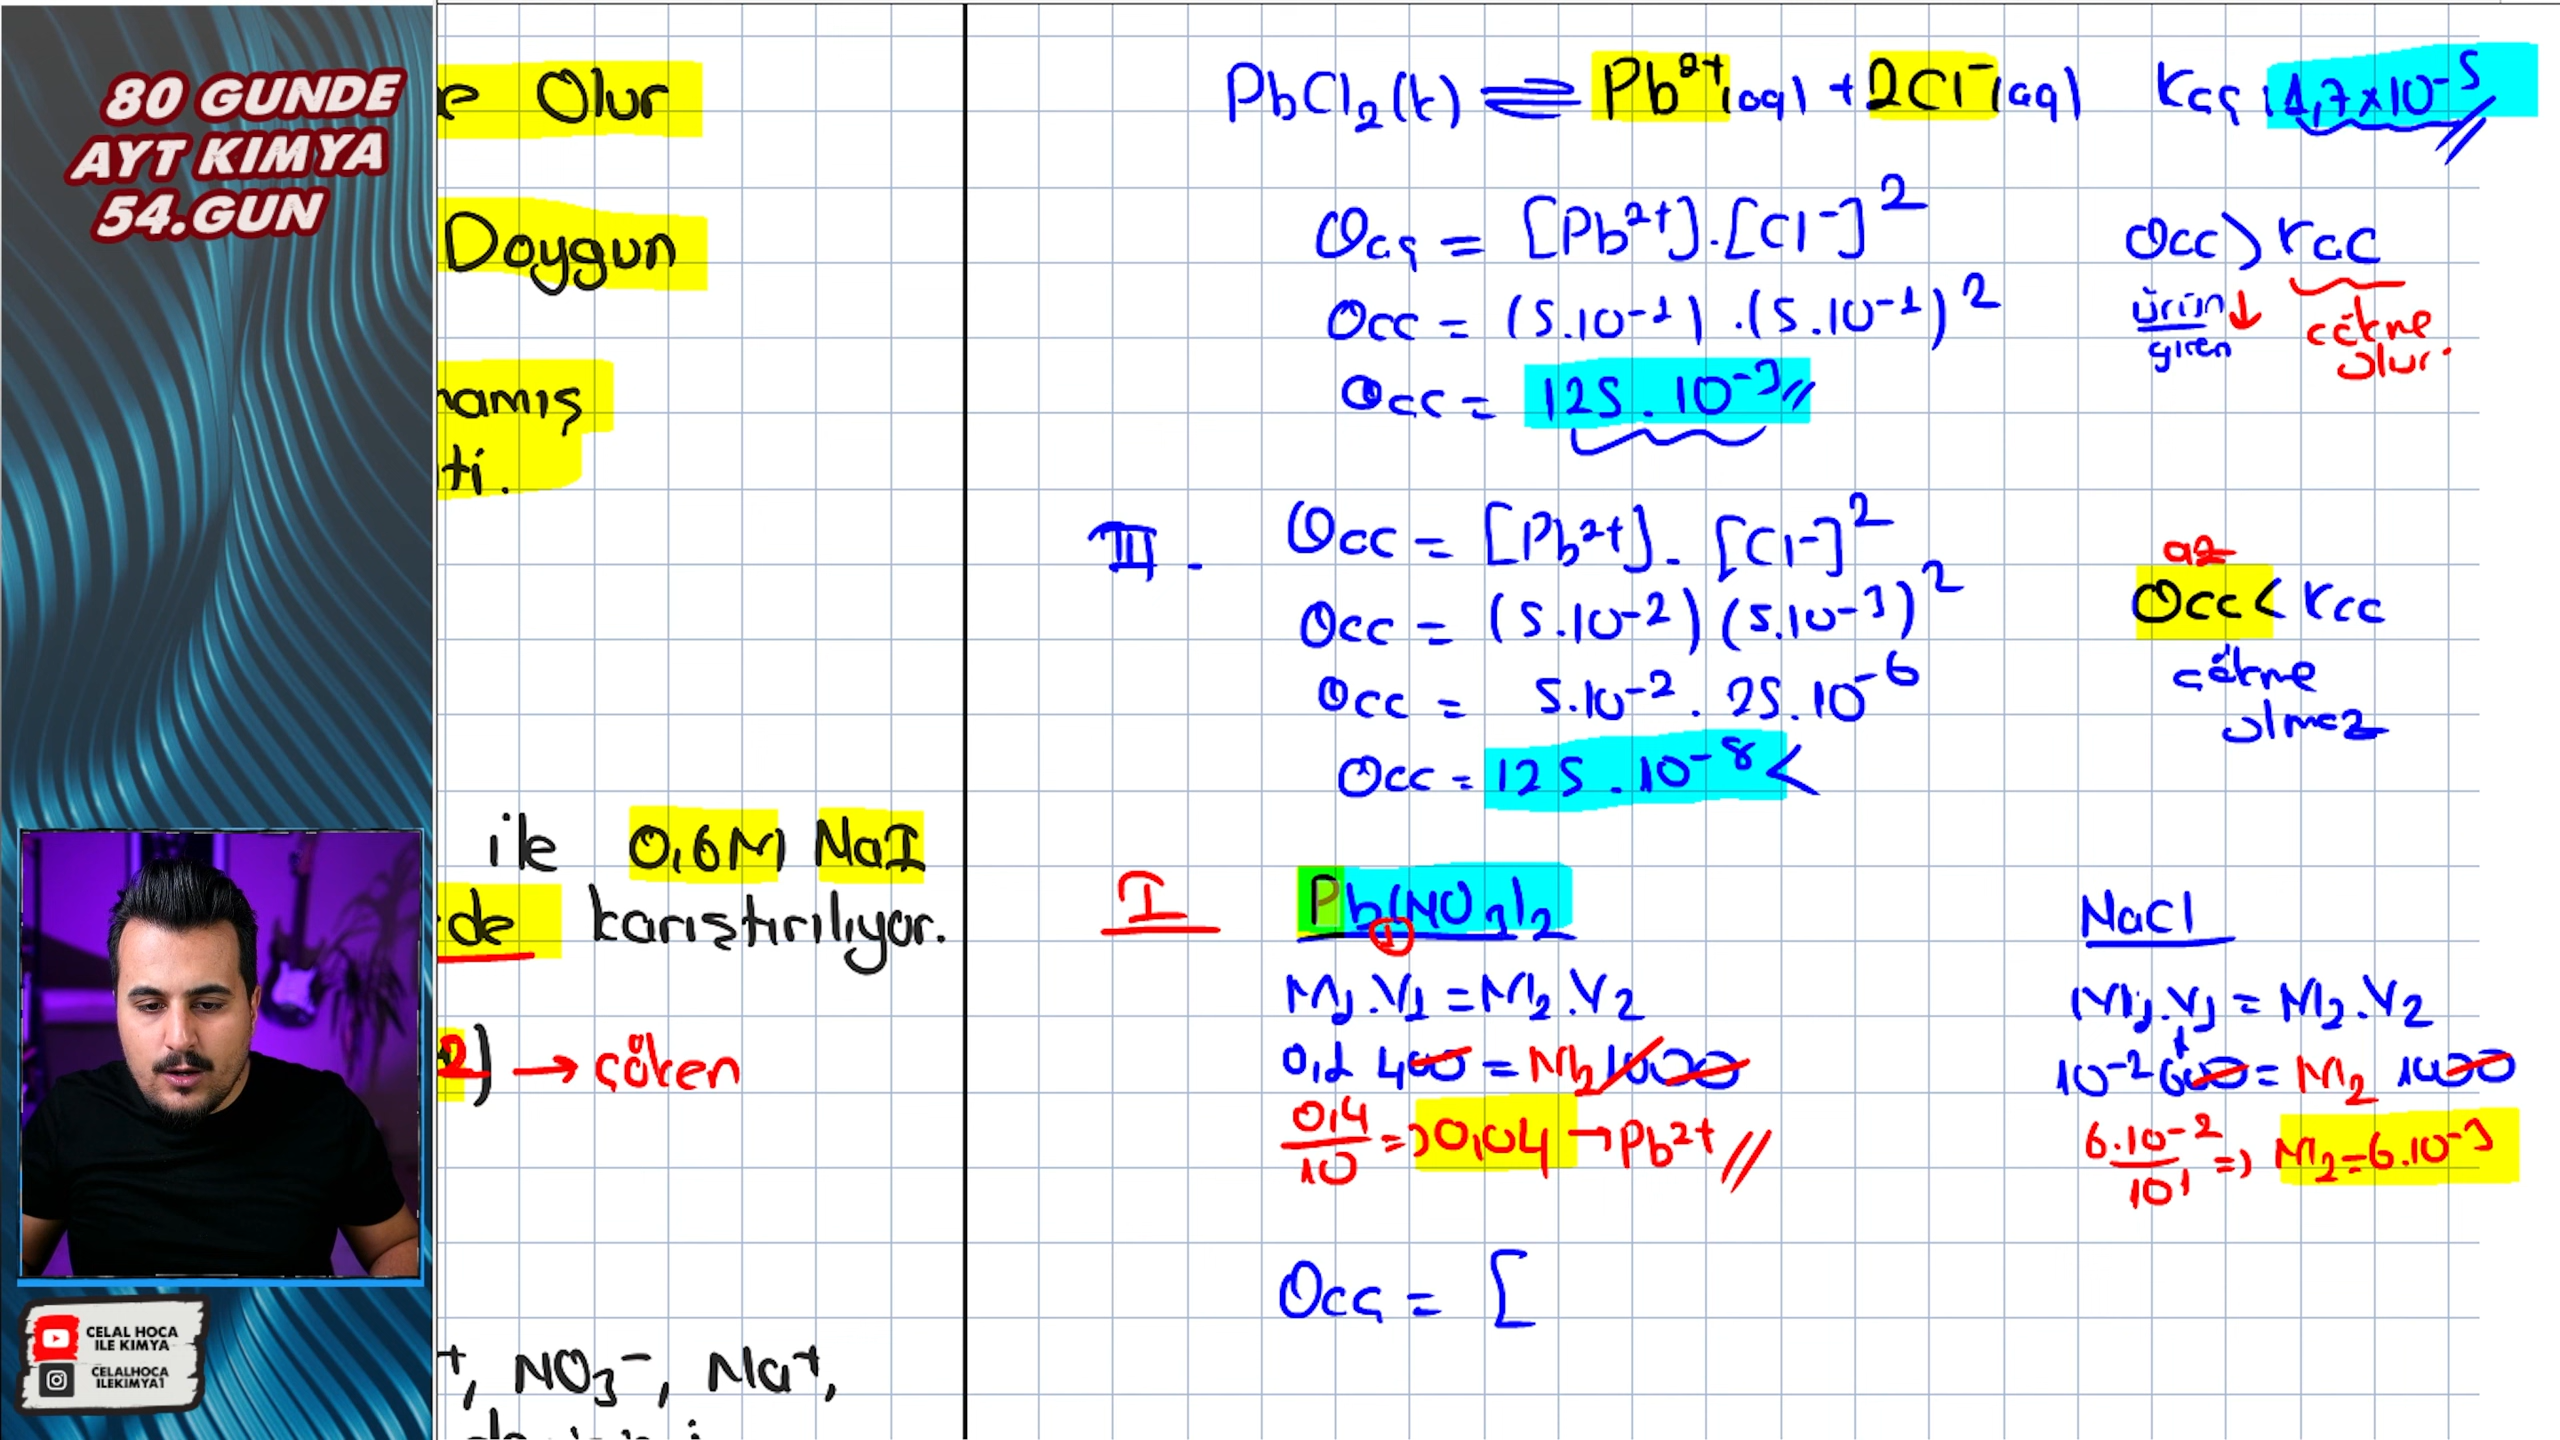 80 GUNDE
AYT KIMYA
54.GUN
e Olur
Doygun
namış
ti.
ile 0,6M NaI
de karıştırılıyor.
2) → çöken
+, NO₃⁻, Na⁺,
PbCl₂(k) ⇌ Pb²⁺(aq) + 2Cl⁻(aq) Kçç: 1,7x10⁻⁵
Qçç = [Pb²⁺].[Cl⁻]²
Qçç = (5.10⁻¹).(5.10⁻¹)²
Qçç = 125.10⁻³
Qçç > Kçç
ürün ↓
giren
çökme
olur.
II. Qçç = [Pb²⁺].[Cl⁻]²
Qçç = (5.10⁻²)(5.10⁻³)²
Qçç = 5.10⁻².25.10⁻⁶
Qçç = 125.10⁻⁸ <
az
Qçç < Kçç
çökme
olmaz
I Pb(NO₃)₂
1
M₁.V₁ = M₂.V₂
0,1 400 = M₂ 1000
0,4/10 => 0,04 → Pb²⁺
NaCl
M₁.V₁ = M₂.V₂
10⁻² 600 = M₂ 1000
6.10⁻²/10¹ => M₂=6.10⁻³
Qçç = [
CELAL HOCA
ILE KIMYA
CELALHOCA
ILEKIMYA1